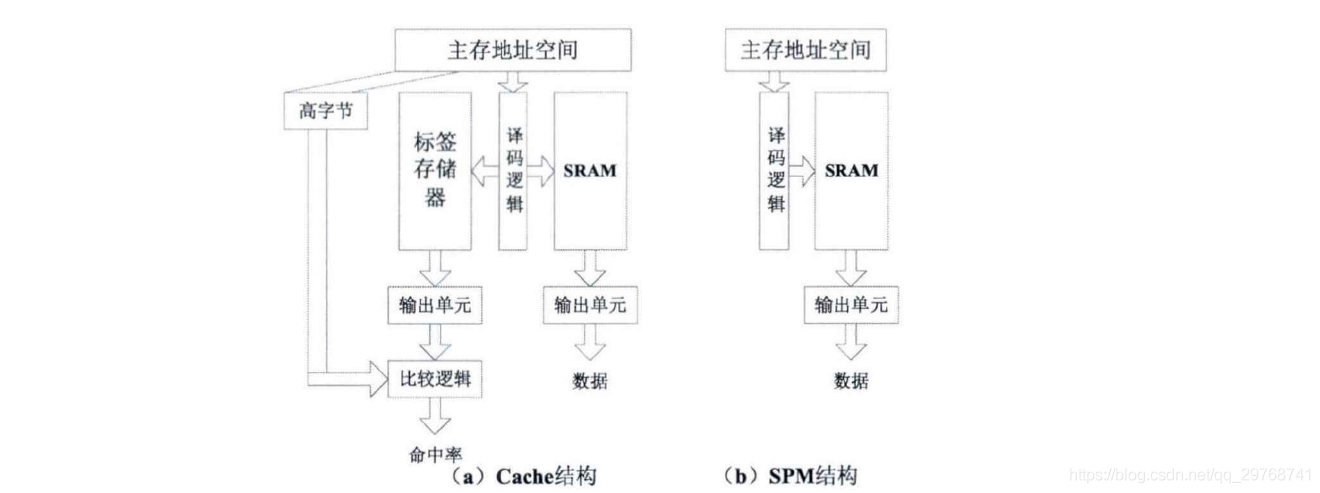 主存地址空间
高字节
标签存储器
译码逻辑
SRAM
输出单元
输出单元
比较逻辑
数据
命中率
（a）Cache结构
主存地址空间
译码逻辑
SRAM
输出单元
数据
（b）SPM结构
https://blog.csdn.net/qq_29768741